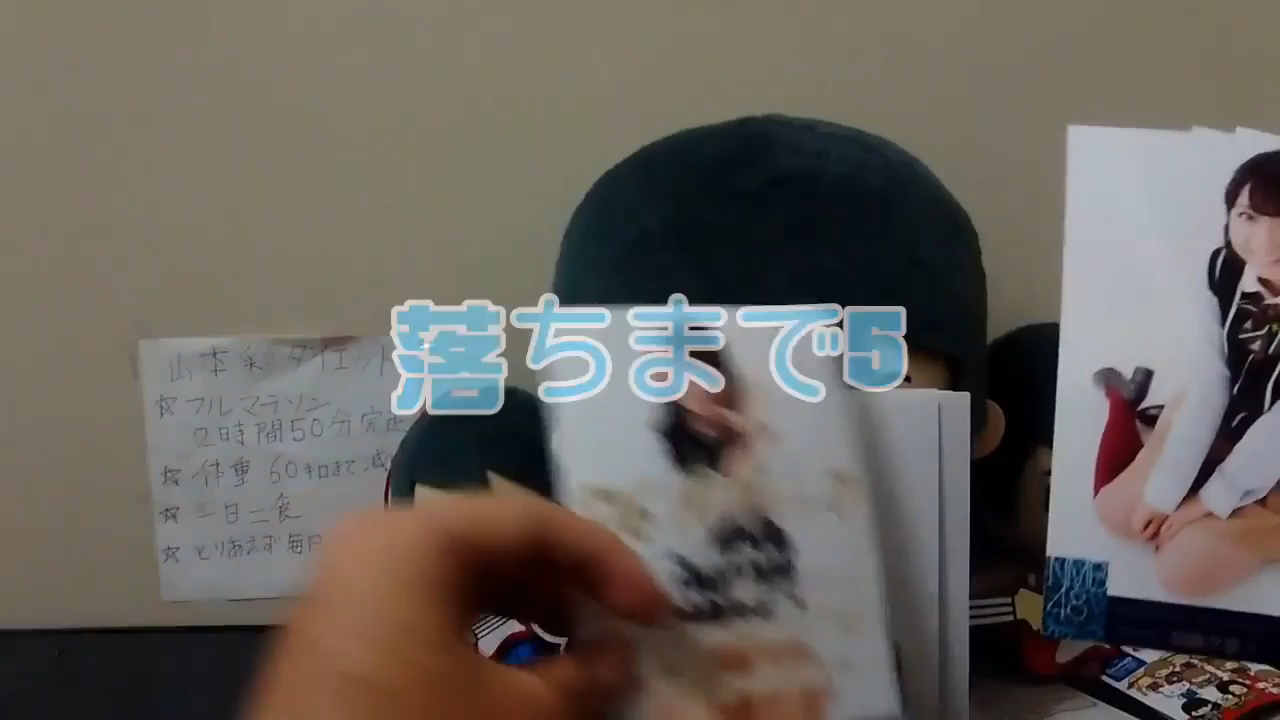 落ちまで5
山本彩 ダイエット
☆フルマラソン
2時間50分完走
☆体重 60キロまで減
☆一日二食
☆とりあえず毎日
NMB
48